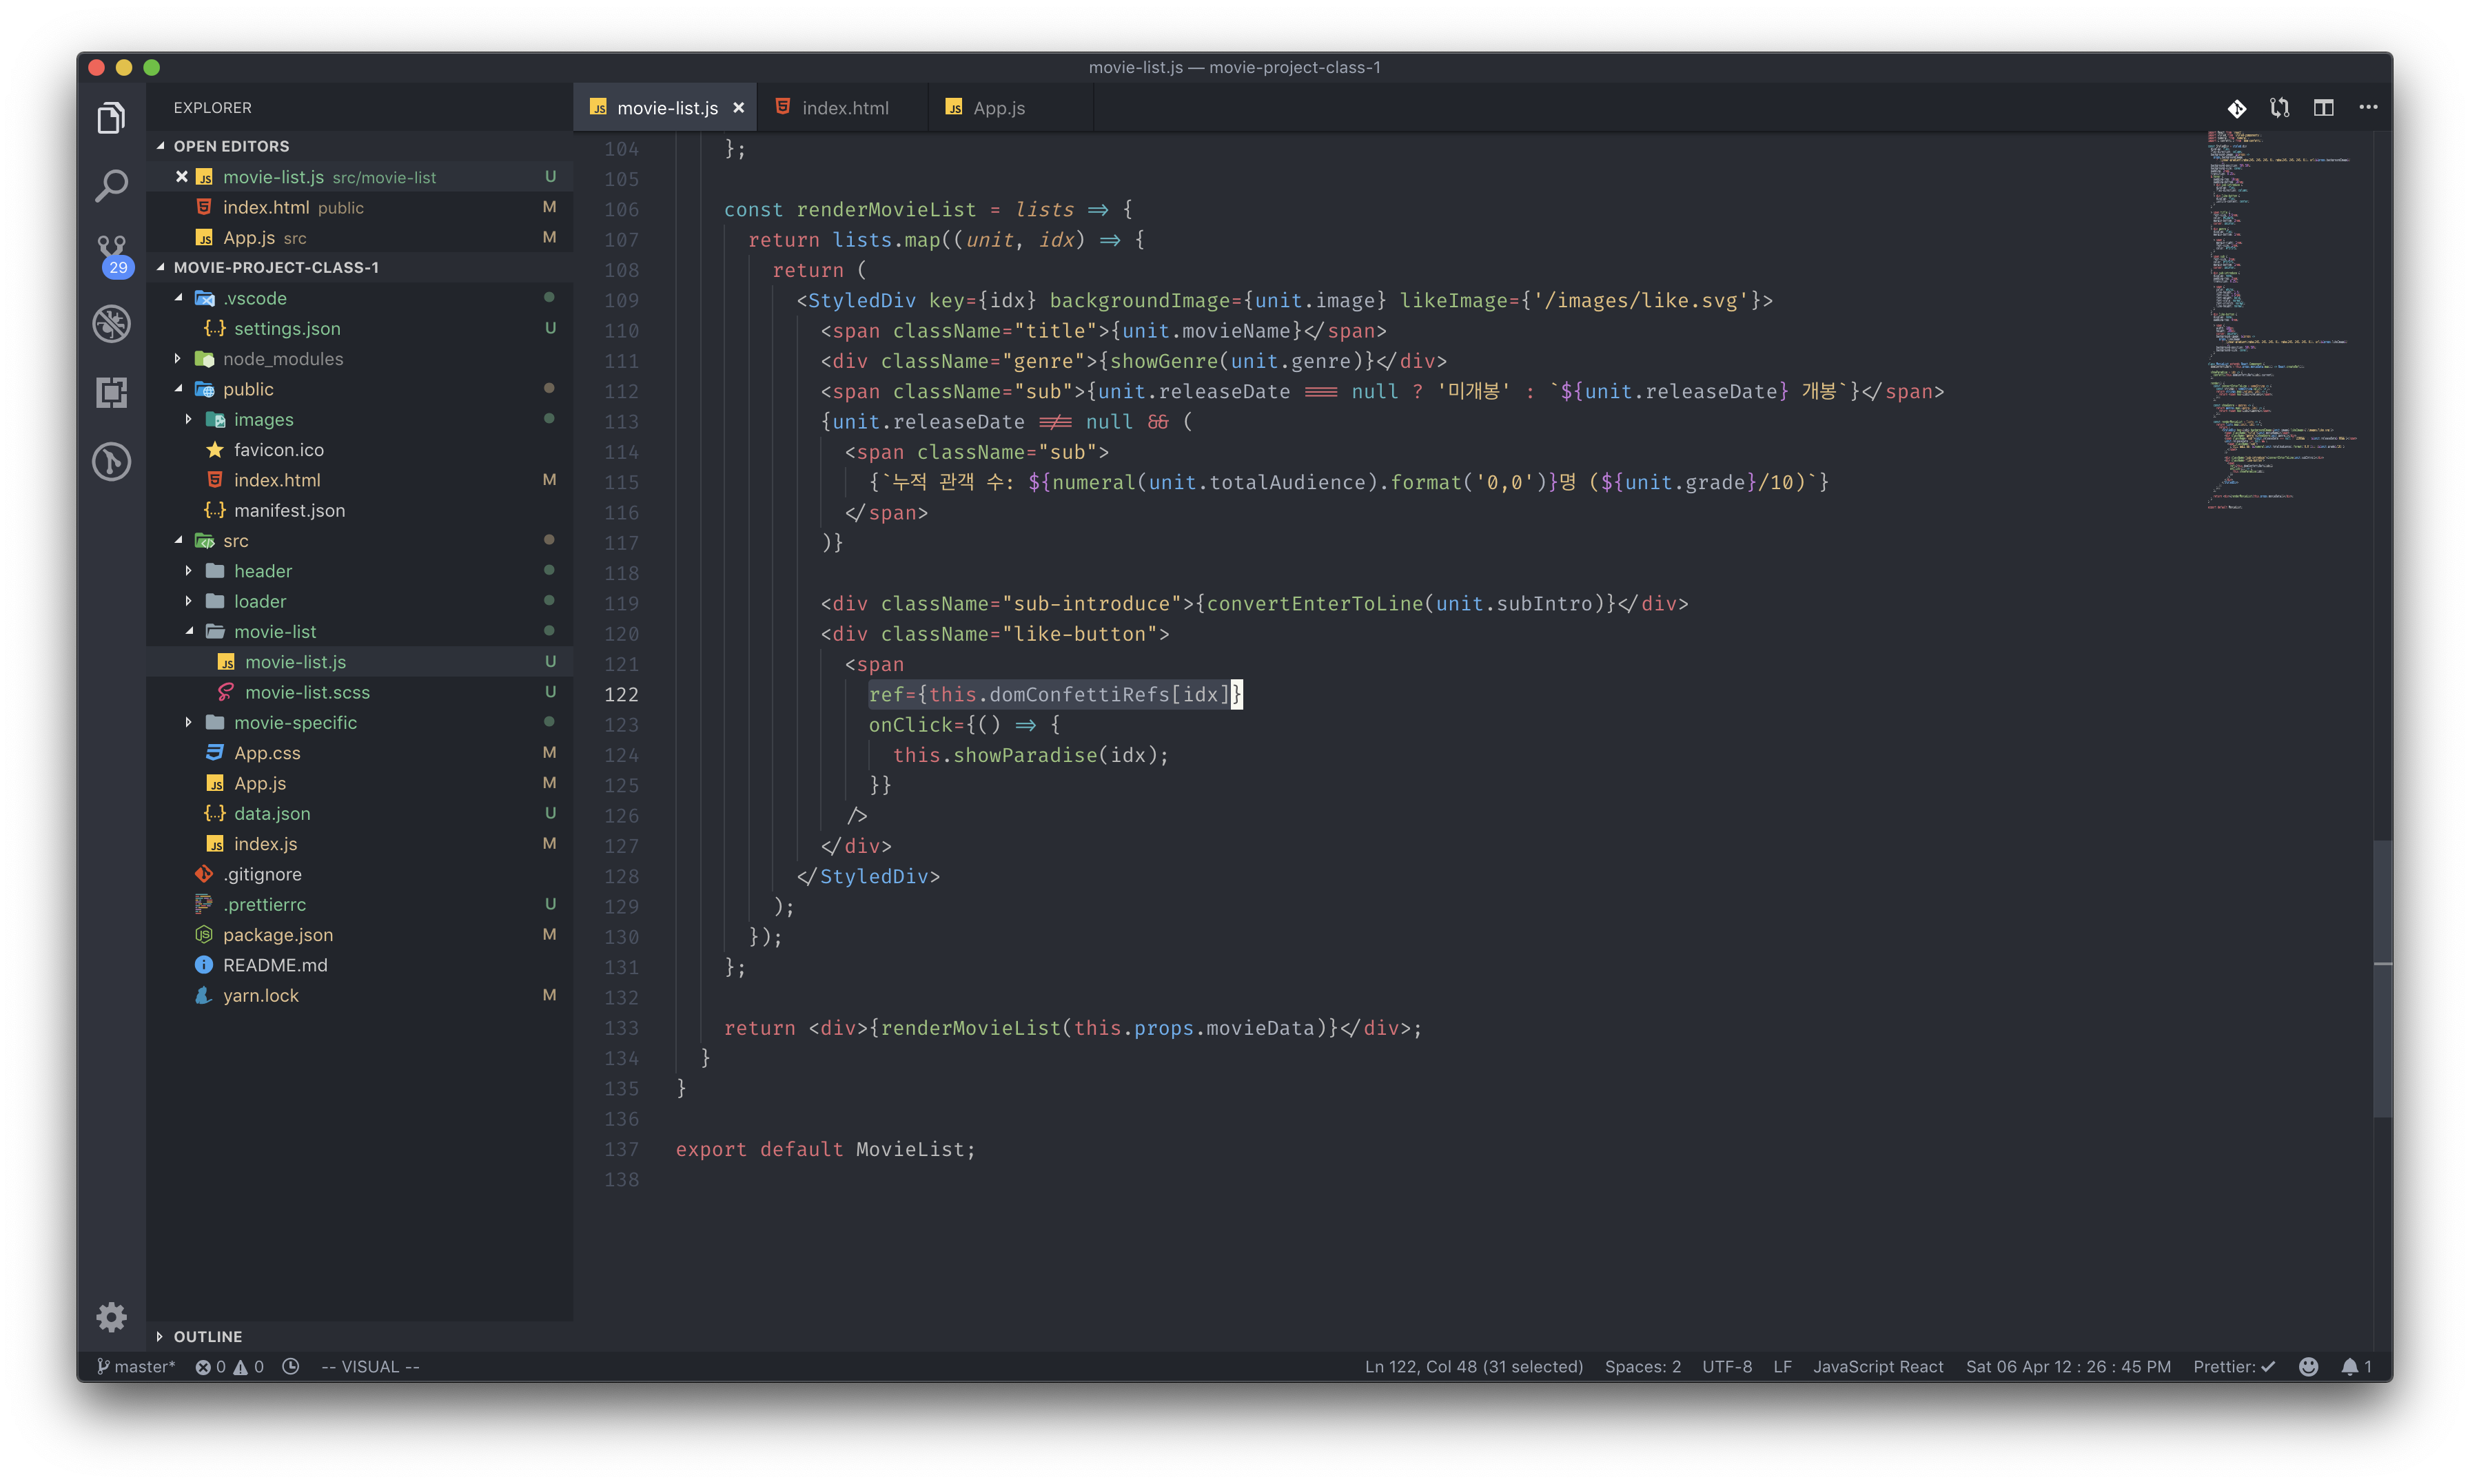 movie-list.js — movie-project-class-1
EXPLORER
OPEN EDITORS
movie-list.js src/movie-list U
index.html public M
App.js src M
MOVIE-PROJECT-CLASS-1
.vscode
settings.json U
node_modules
public
images
favicon.ico
index.html M
manifest.json
src
header
loader
movie-list
movie-list.js U
movie-list.scss U
movie-specific
App.css M
App.js M
data.json U
index.js M
.gitignore
.prettierrc U
package.json M
README.md
yarn.lock M
OUTLINE
29
movie-list.js index.html App.js
104 };
105
106 const renderMovieList = lists => {
107 return lists.map((unit, idx) => {
108 return (
109 <StyledDiv key={idx} backgroundImage={unit.image} likeImage={'/images/like.svg'}>
110 <span className="title">{unit.movieName}</span>
111 <div className="genre">{showGenre(unit.genre)}</div>
112 <span className="sub">{unit.releaseDate === null ? '미개봉' : `${unit.releaseDate} 개봉`}</span>
113 {unit.releaseDate !== null && (
114 <span className="sub">
115 {`누적 관객 수: ${numeral(unit.totalAudience).format('0,0')}명 (${unit.grade}/10)`}
116 </span>
117 )}
118
119 <div className="sub-introduce">{convertEnterToLine(unit.subIntro)}</div>
120 <div className="like-button">
121 <span
122 ref={this.domConfettiRefs[idx]}
123 onClick={() => {
124 this.showParadise(idx);
125 }}
126 />
127 </div>
128 </StyledDiv>
129 );
130 });
131 };
132
133 return <div>{renderMovieList(this.props.movieData)}</div>;
134 }
135 }
136
137 export default MovieList;
138
master* 0 0 -- VISUAL -- Ln 122, Col 48 (31 selected) Spaces: 2 UTF-8 LF JavaScript React Sat 06 Apr 12 : 26 : 45 PM Prettier: ✓ 1